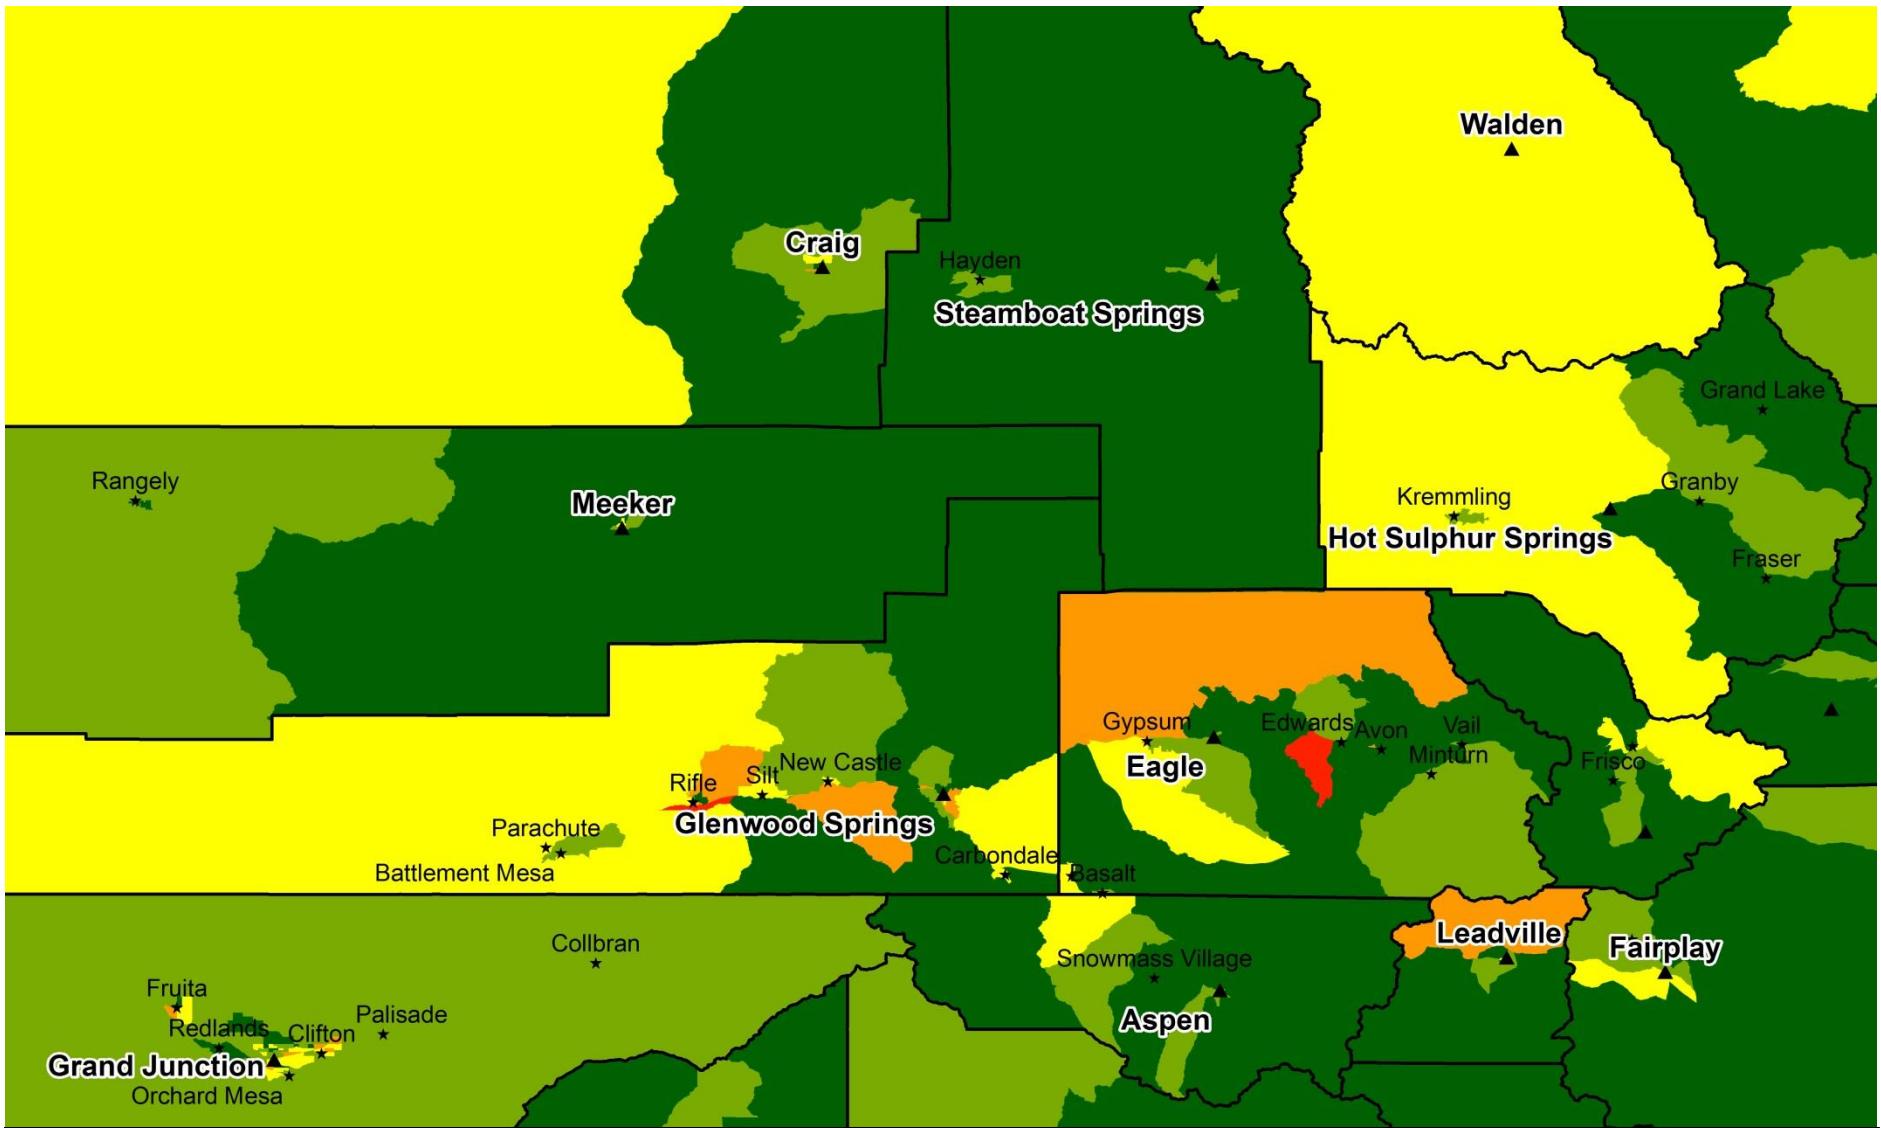 Walden
Craig
Hayden
Steamboat Springs
Grand Lake
Rangely
Meeker
Kremmling
Granby
Hot Sulphur Springs
Fraser
Gypsum
Edwards
Avon
Vail
Minturn
Eagle
Frisco
New Castle
Silt
Rifle
Glenwood Springs
Parachute
Battlement Mesa
Carbondale
Basalt
Leadville
Fairplay
Collbran
Snowmass Village
Aspen
Fruita
Palisade
Redlands
Clifton
Grand Junction
Orchard Mesa